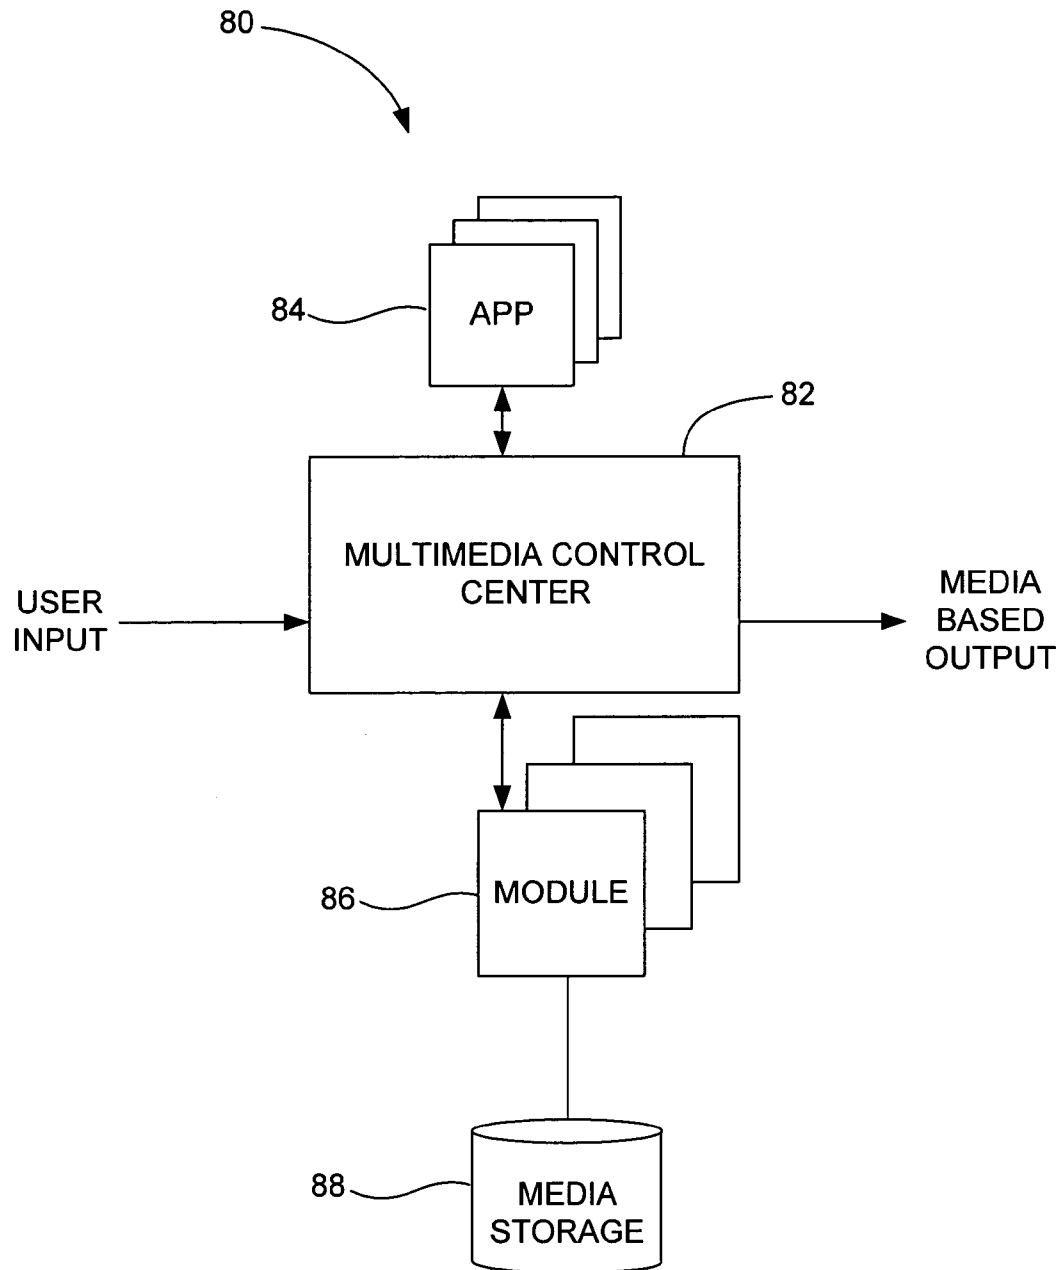 80
84
APP
82
MULTIMEDIA CONTROL
CENTER
USER
INPUT
MEDIA
BASED
OUTPUT
86
MODULE
88
MEDIA
STORAGE